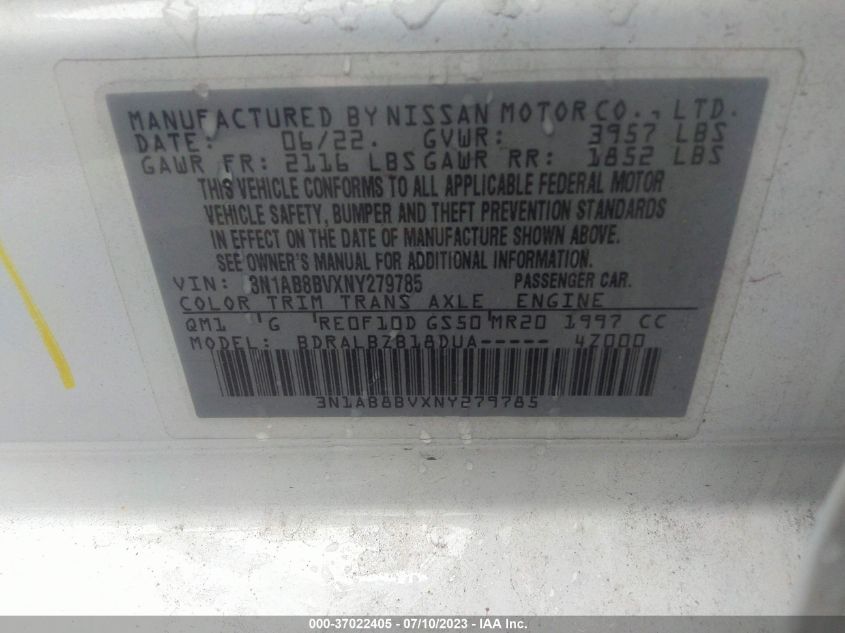 MANUFACTURED BY NISSAN MOTOR CO., LTD.
DATE: 06/22. GVWR: 3957 LBS
GAWR FR: 2116 LBS GAWR RR: 1852 LBS
THIS VEHICLE CONFORMS TO ALL APPLICABLE FEDERAL MOTOR
VEHICLE SAFETY, BUMPER AND THEFT PREVENTION STANDARDS
IN EFFECT ON THE DATE OF MANUFACTURE SHOWN ABOVE.
SEE OWNER'S MANUAL FOR ADDITIONAL INFORMATION.
VIN: 3N1AB8BVXNY279785 PASSENGER CAR.
COLOR TRIM TRANS AXLE ENGINE
QM1 'G 'RE0F10D GS50'MR20 1997 CC
MODEL: BDRALBZB18DUA----- 4Z000
3N1AB8BVXNY279785
000-37022405 - 07/10/2023 - IAA Inc.